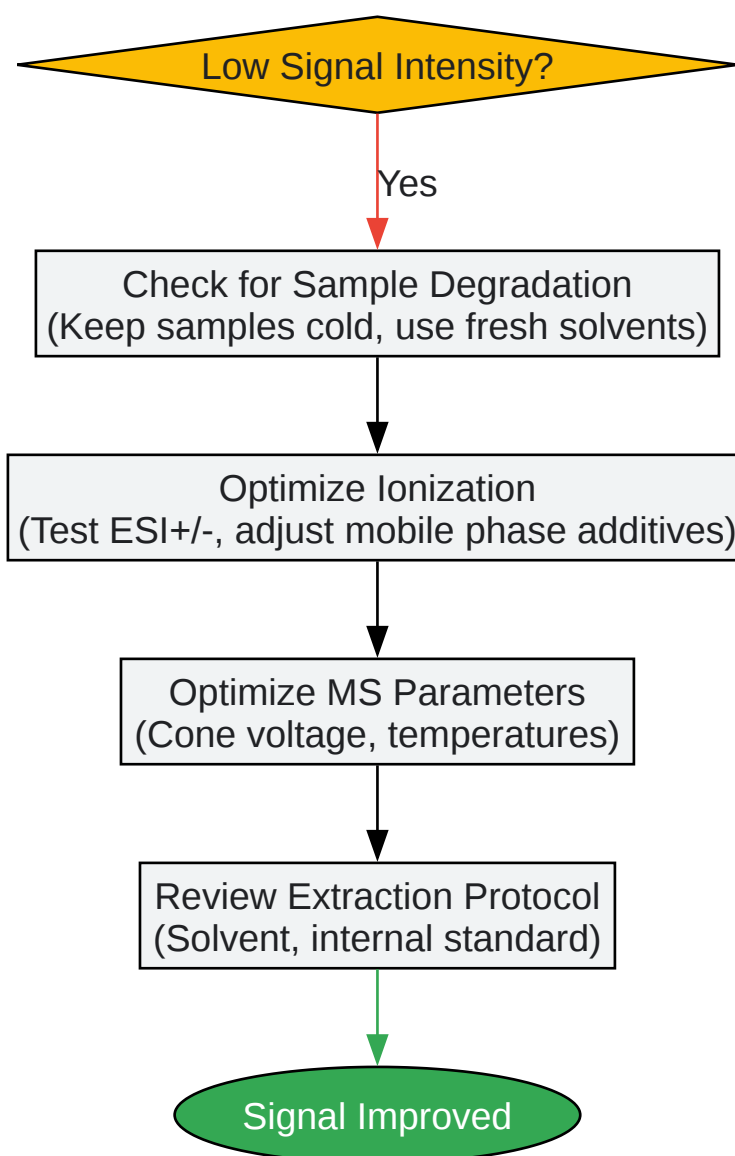 Low Signal Intensity?
Yes
Check for Sample Degradation
(Keep samples cold, use fresh solvents)
Optimize Ionization
(Test ESI+/-, adjust mobile phase additives)
Optimize MS Parameters
(Cone voltage, temperatures)
Review Extraction Protocol
(Solvent, internal standard)
Signal Improved